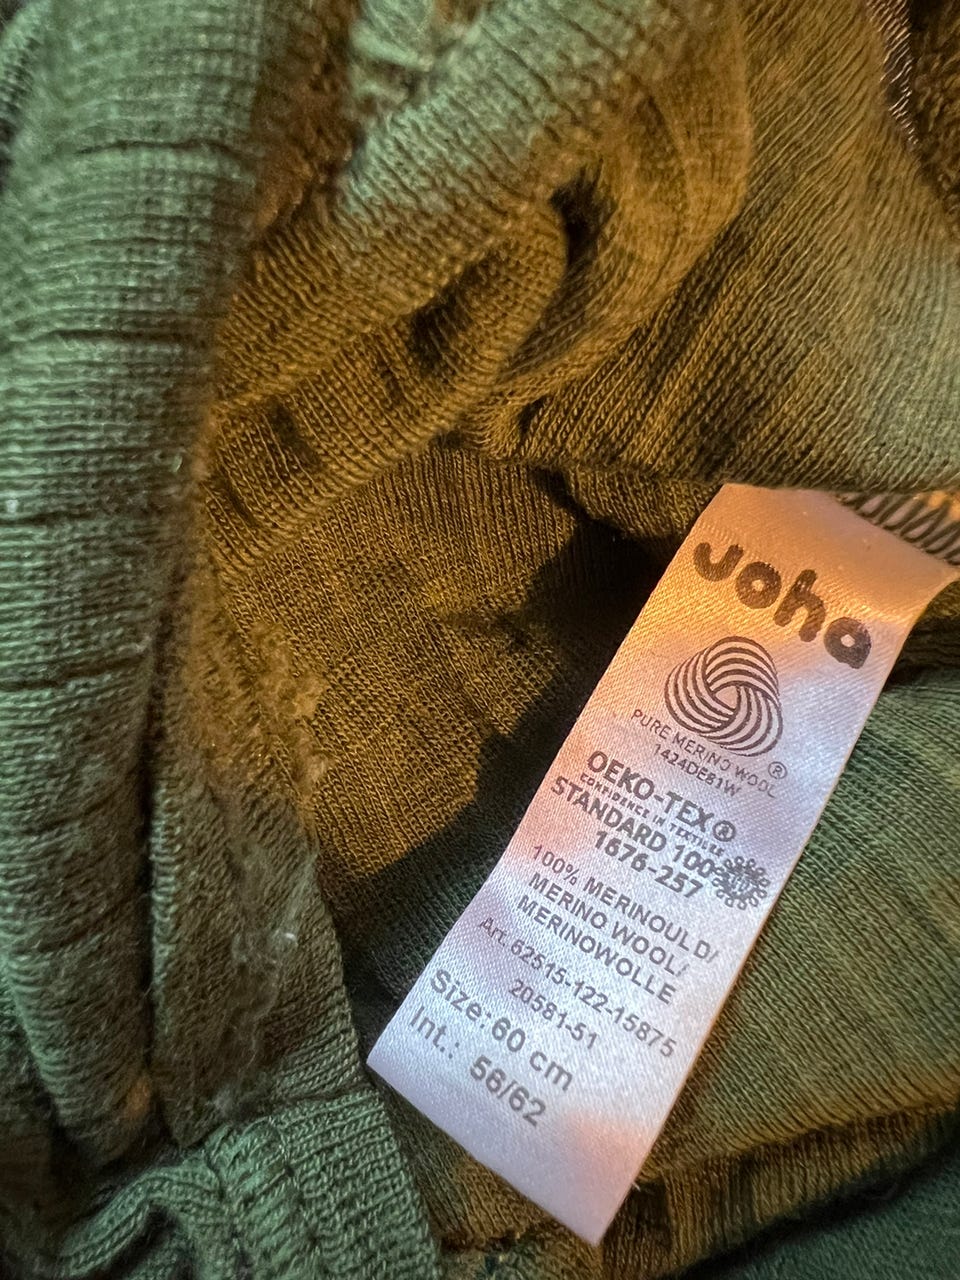 Joha
PURE MERINO WOOL
1424DE81W
OEKO-TEX®
CONFIDENCE IN TEXTILES
STANDARD 100
1676-257
100% MERINOULD/
MERINO WOOL/
MERINOWOLLE
Art. 62515-122-15875
20581-51
Size: 60 cm
Int.: 56/62